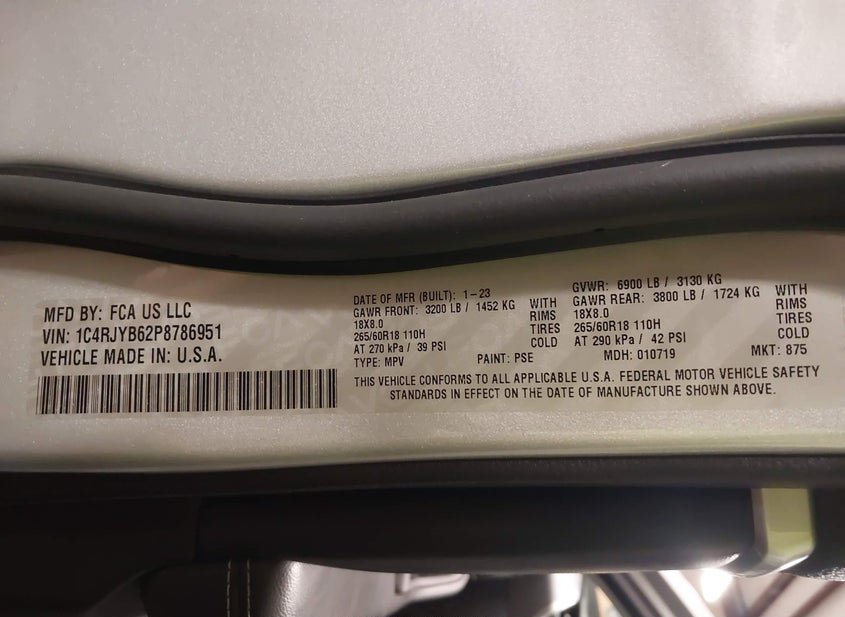 MFD BY: FCA US LLC
VIN: 1C4RJYB62P8786951
VEHICLE MADE IN: U.S.A.
DATE OF MFR (BUILT): 1-23
GAWR FRONT: 3200 LB / 1452 KG WITH
18X8.0 RIMS
265/60R18 110H TIRES
AT 270 kPa / 39 PSI COLD
TYPE: MPV PAINT: PSE
GVWR: 6900 LB / 3130 KG
GAWR REAR: 3800 LB / 1724 KG WITH
18X8.0 RIMS
265/60R18 110H TIRES
AT 290 kPa / 42 PSI COLD
MDH: 010719 MKT: 875
THIS VEHICLE CONFORMS TO ALL APPLICABLE U.S.A. FEDERAL MOTOR VEHICLE SAFETY
STANDARDS IN EFFECT ON THE DATE OF MANUFACTURE SHOWN ABOVE.